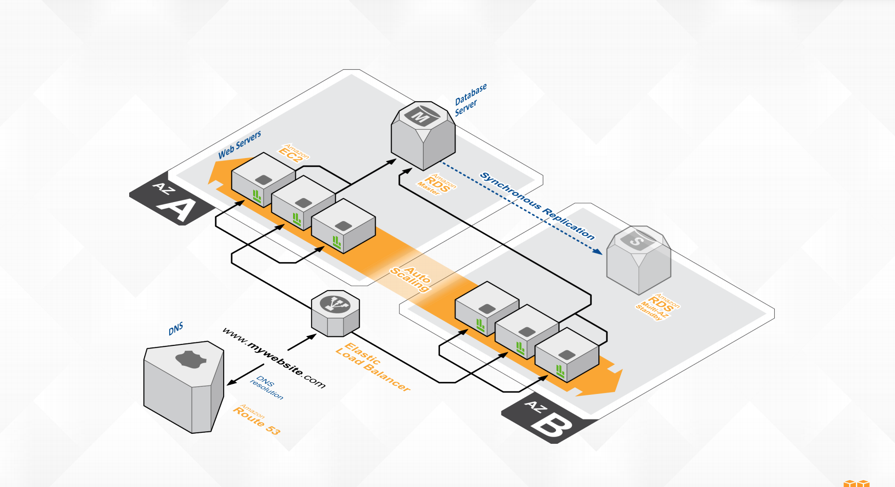 Database
Server
Web Servers
Amazon
EC2
M
Amazon
RDS
Master
Synchronous Replication
AZ
A
S
Auto
Scaling
Amazon
RDS
Multi-AZ
Standby
DNS
www.mywebsite.com
Elastic
Load Balancer
DNS
resolution
Amazon
Route 53
AZ
B